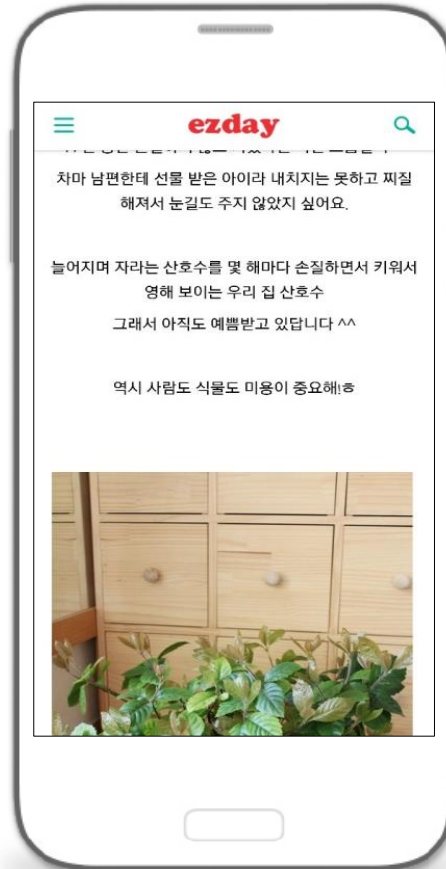 ezday
차마 남편한테 선물 받은 아이라 내치지는 못하고 찌질
해져서 눈길도 주지 않았지 싶어요.
늘어지며 자라는 산호수를 몇 해마다 손질하면서 키워서
영해 보이는 우리 집 산호수
그래서 아직도 예쁨받고 있답니다 ^^
역시 사람도 식물도 미용이 중요해!ㅎ